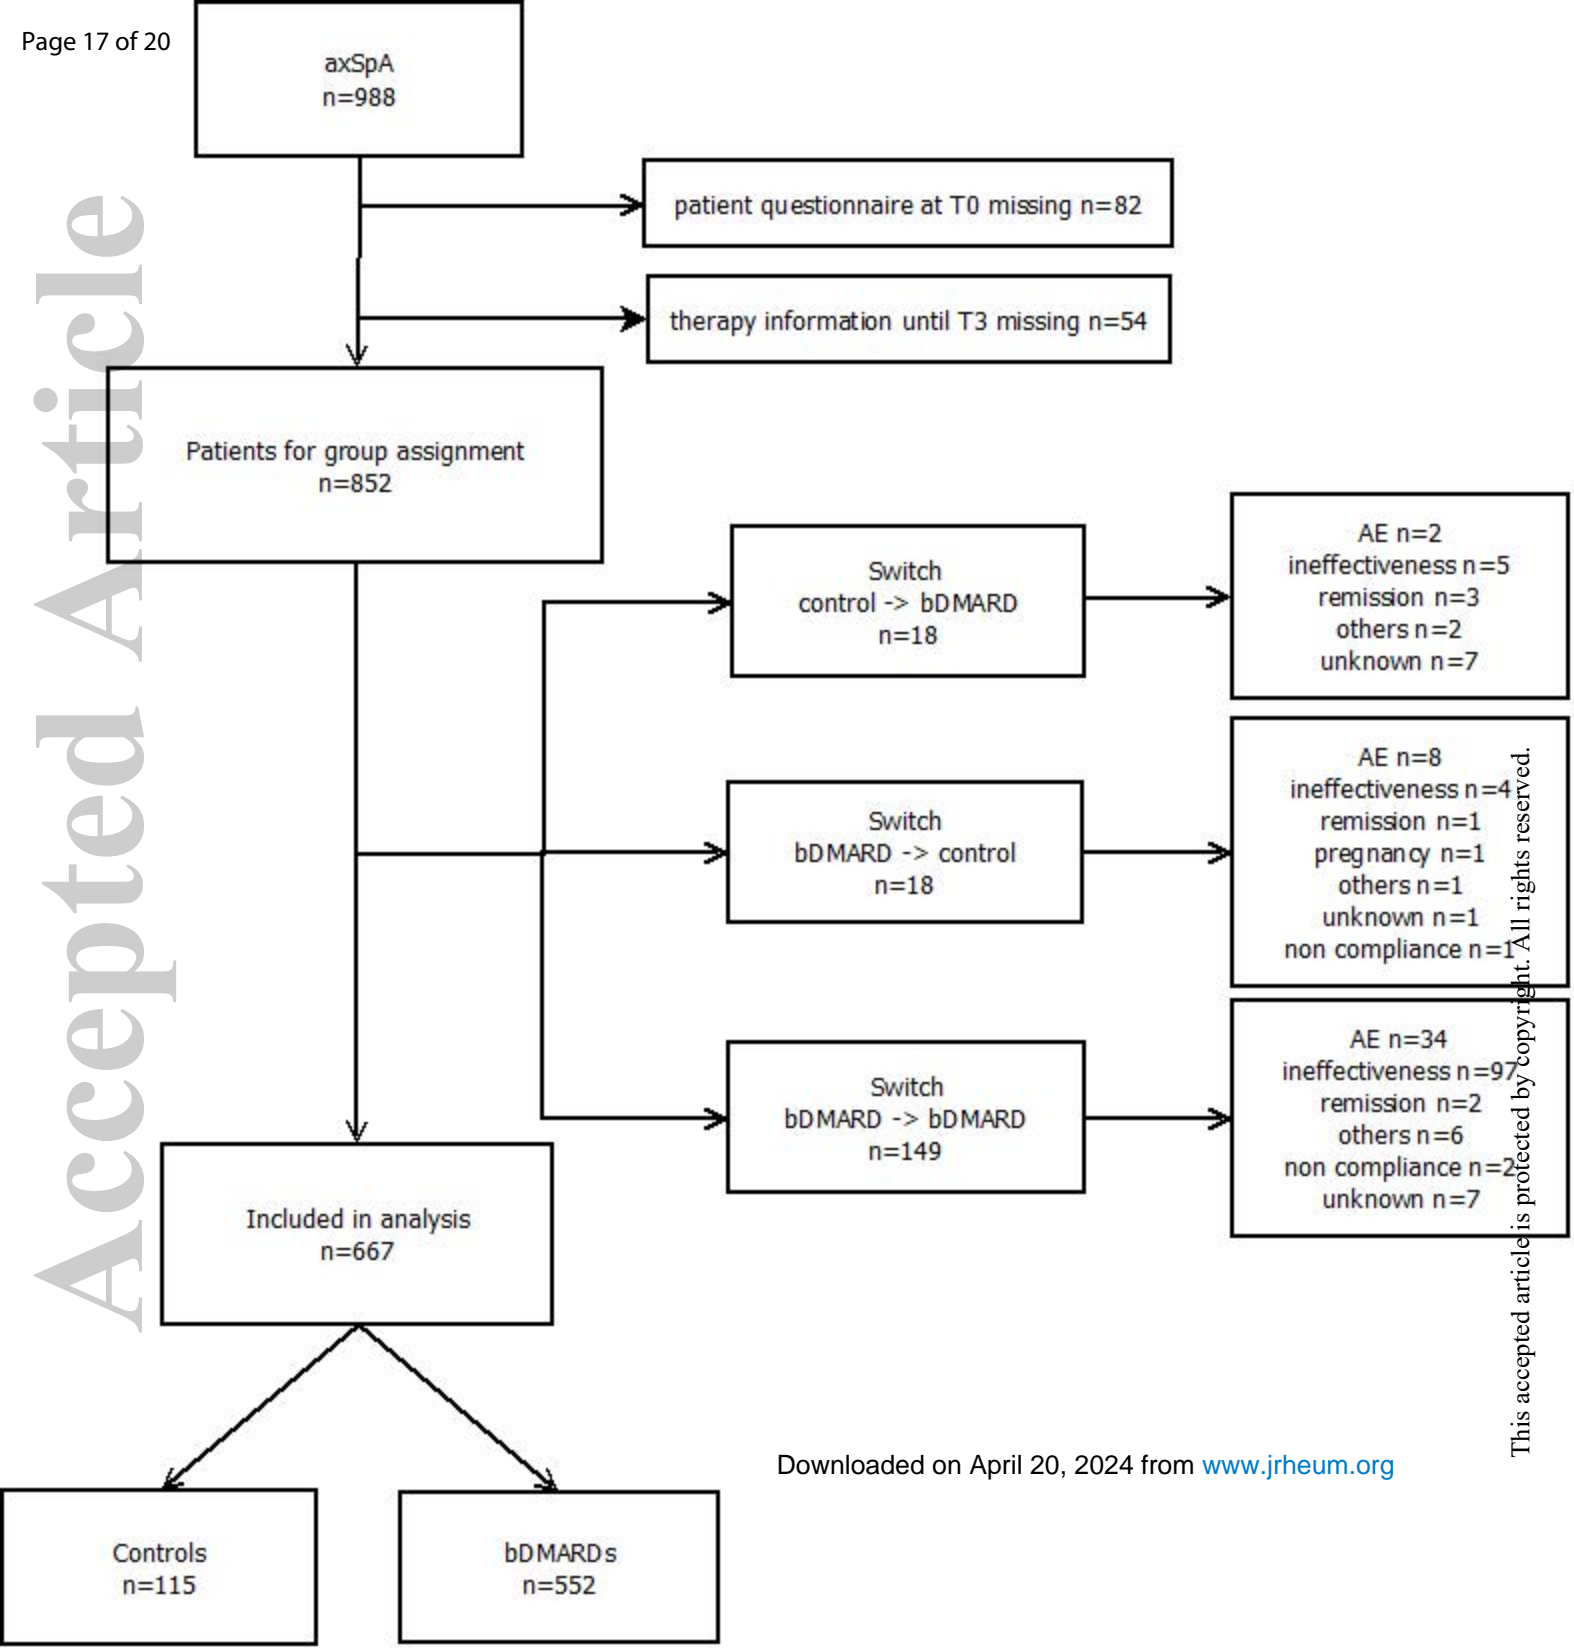 Page 17 of 20
axSpA
n=988
patient questionnaire at T0 missing n=82
therapy information until T3 missing n=54
Patients for group assignment
n=852
Switch
control -> bDMARD
n=18
AE n=2
ineffectiveness n=5
remission n=3
others n=2
unknown n=7
Switch
bDMARD -> control
n=18
AE n=8
ineffectiveness n=4
remission n=1
pregnancy n=1
others n=1
unknown n=1
non compliance n=1
Switch
bDMARD -> bDMARD
n=149
AE n=34
ineffectiveness n=97
remission n=2
others n=6
non compliance n=2
unknown n=7
Included in analysis
n=667
Controls
n=115
bDMARDs
n=552
Downloaded on April 20, 2024 from www.jrheum.org
Accepted Article
This accepted article is protected by copyright. All rights reserved.